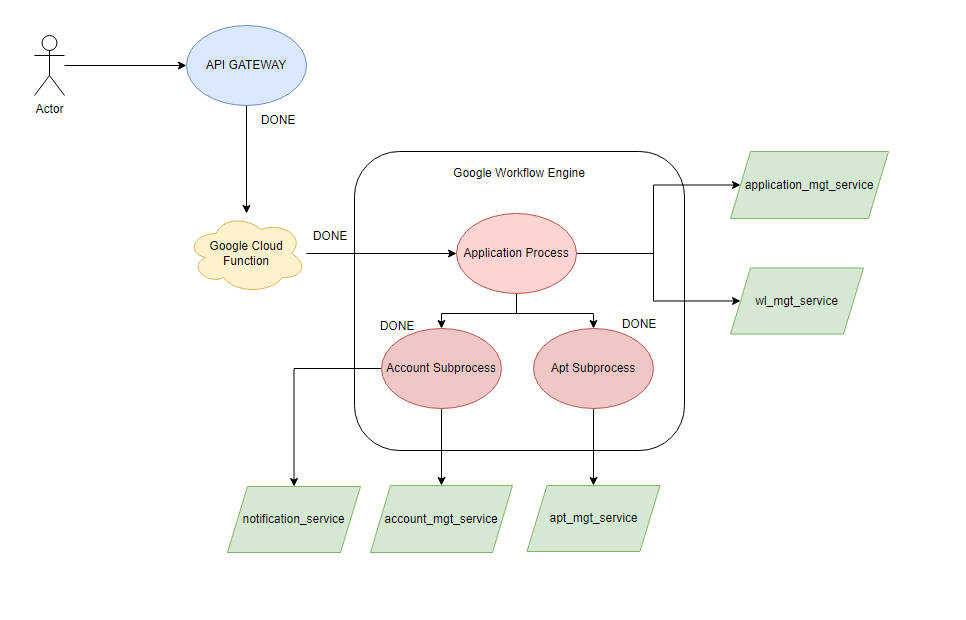 API GATEWAY
Actor
DONE
Google Workflow Engine
application_mgt_service
DONE
Google Cloud
Function
Application Process
wl_mgt_service
DONE
DONE
Account Subprocess
Apt Subprocess
notification_service
account_mgt_service
apt_mgt_service